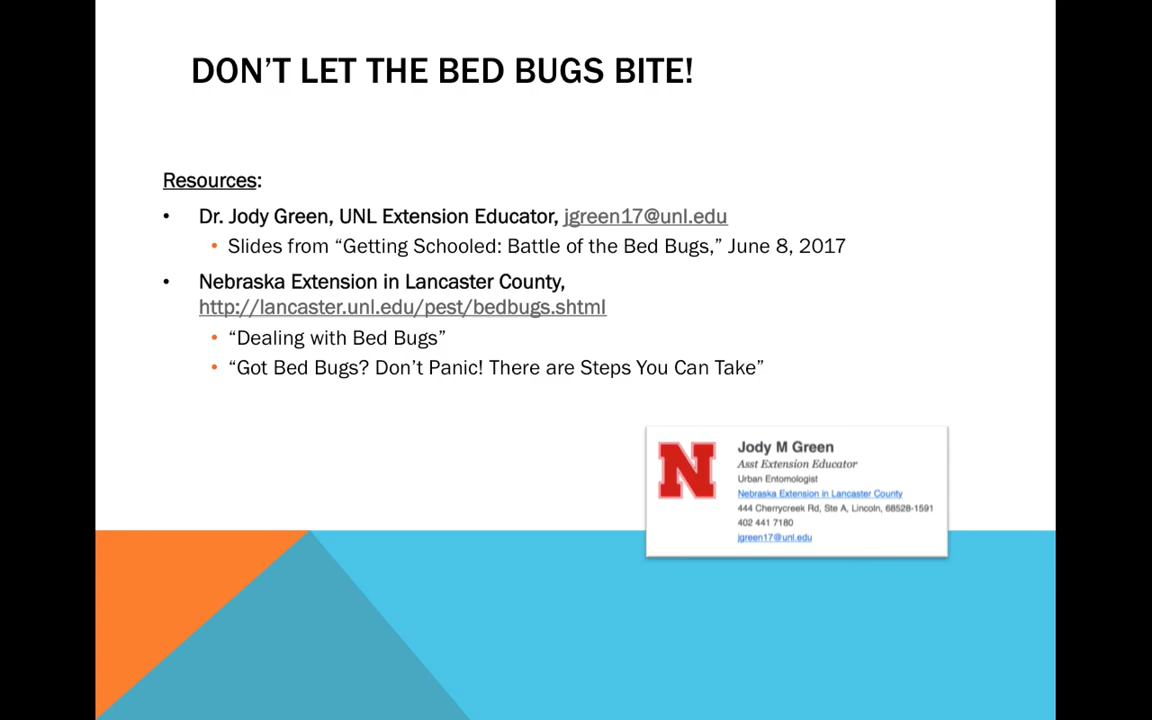 DON’T LET THE BED BUGS BITE!
Resources:
• Dr. Jody Green, UNL Extension Educator, jgreen17@unl.edu
• Slides from “Getting Schooled: Battle of the Bed Bugs,” June 8, 2017
• Nebraska Extension in Lancaster County,
http://lancaster.unl.edu/pest/bedbugs.shtml
• “Dealing with Bed Bugs”
• “Got Bed Bugs? Don’t Panic! There are Steps You Can Take”
N
Jody M Green
Asst Extension Educator
Urban Entomologist
Nebraska Extension in Lancaster County
444 Cherrycreek Rd, Ste A, Lincoln, 68528-1591
402 441 7180
jgreen17@unl.edu